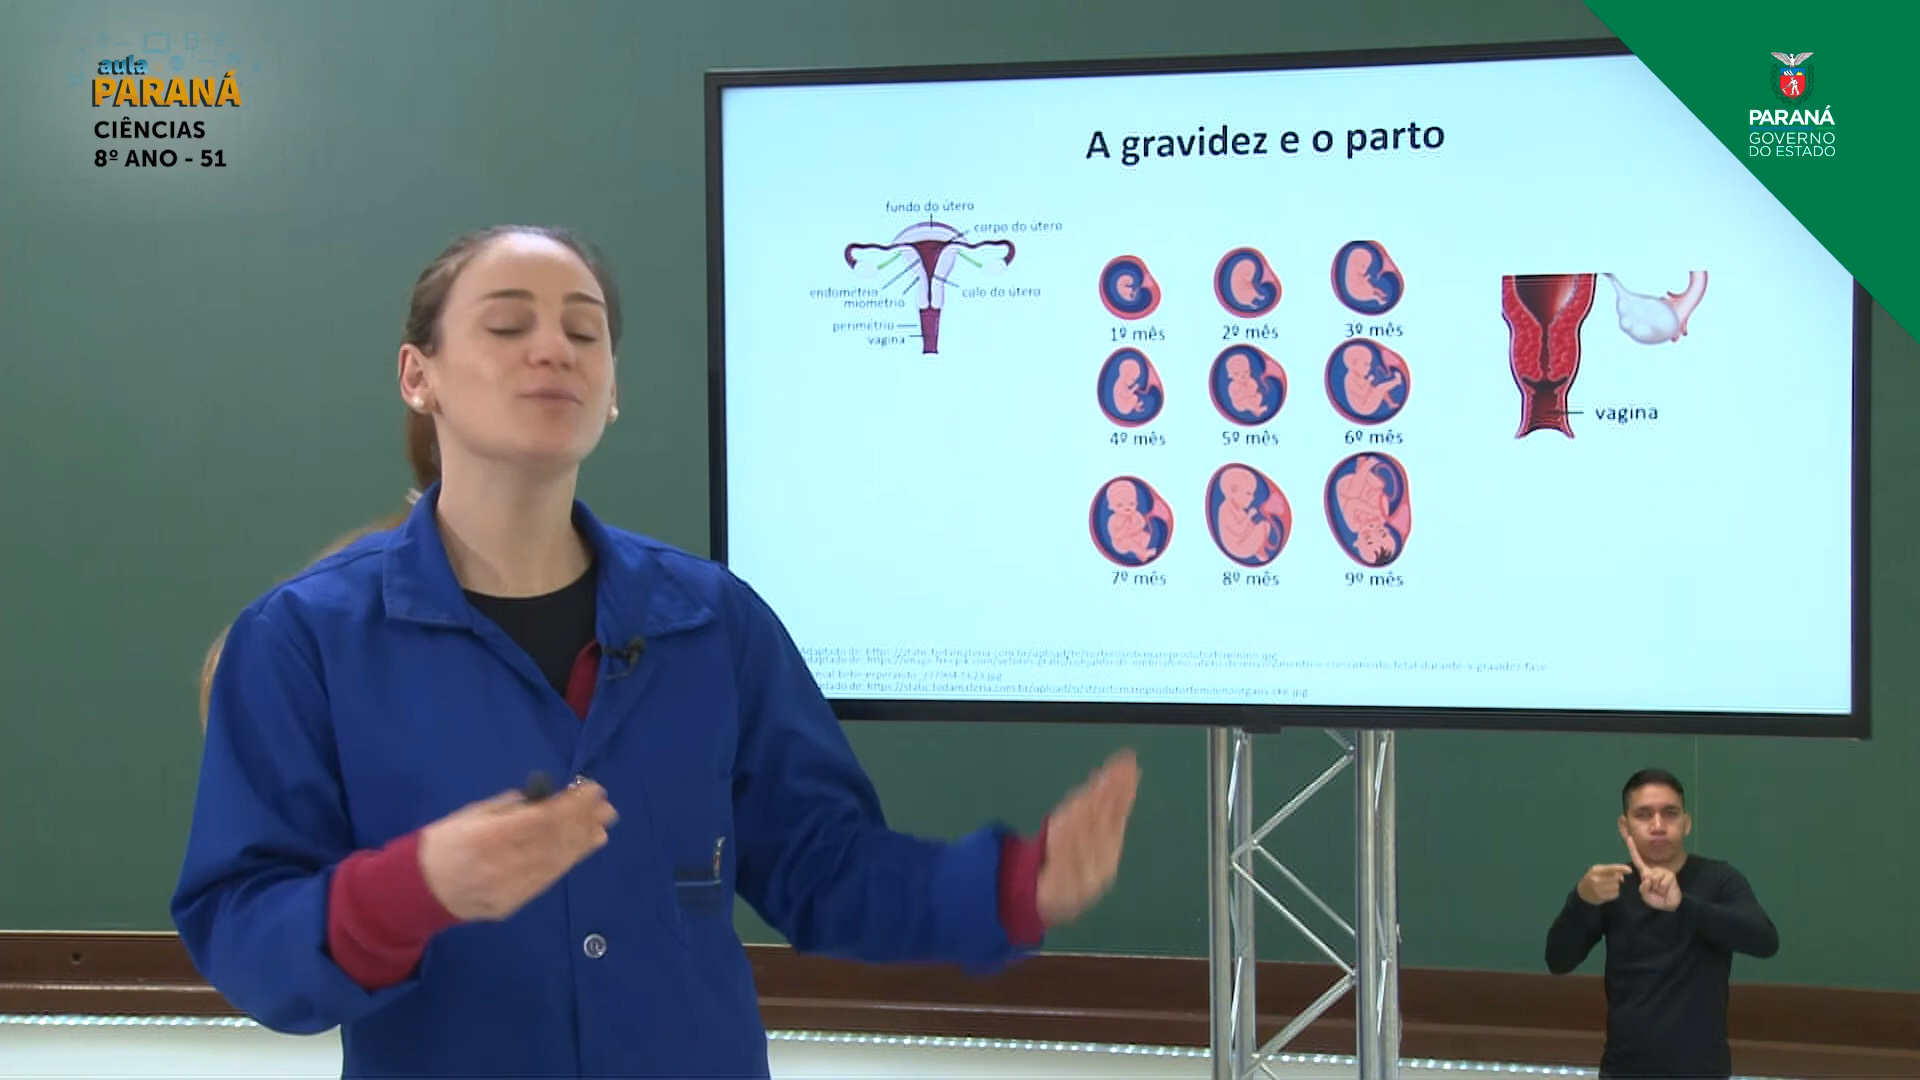 aula
PARANÁ
CIÊNCIAS
8º ANO - 51
PARANÁ
GOVERNO
DO ESTADO
A gravidez e o parto
fundo do útero
corpo do útero
endométrio
miométrio
colo do útero
perimétrio
vagina
1º mês
2º mês
3º mês
4º mês
5º mês
6º mês
7º mês
8º mês
9º mês
vagina